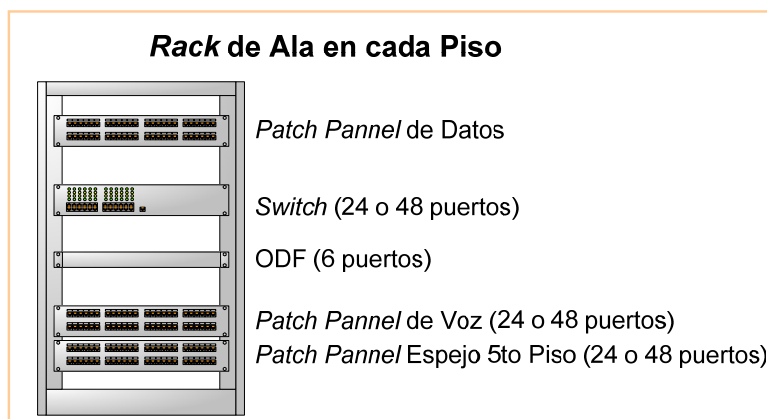 Rack de Ala en cada Piso
Patch Pannel de Datos
Switch (24 o 48 puertos)
ODF (6 puertos)
Patch Pannel de Voz (24 o 48 puertos)
Patch Pannel Espejo 5to Piso (24 o 48 puertos)